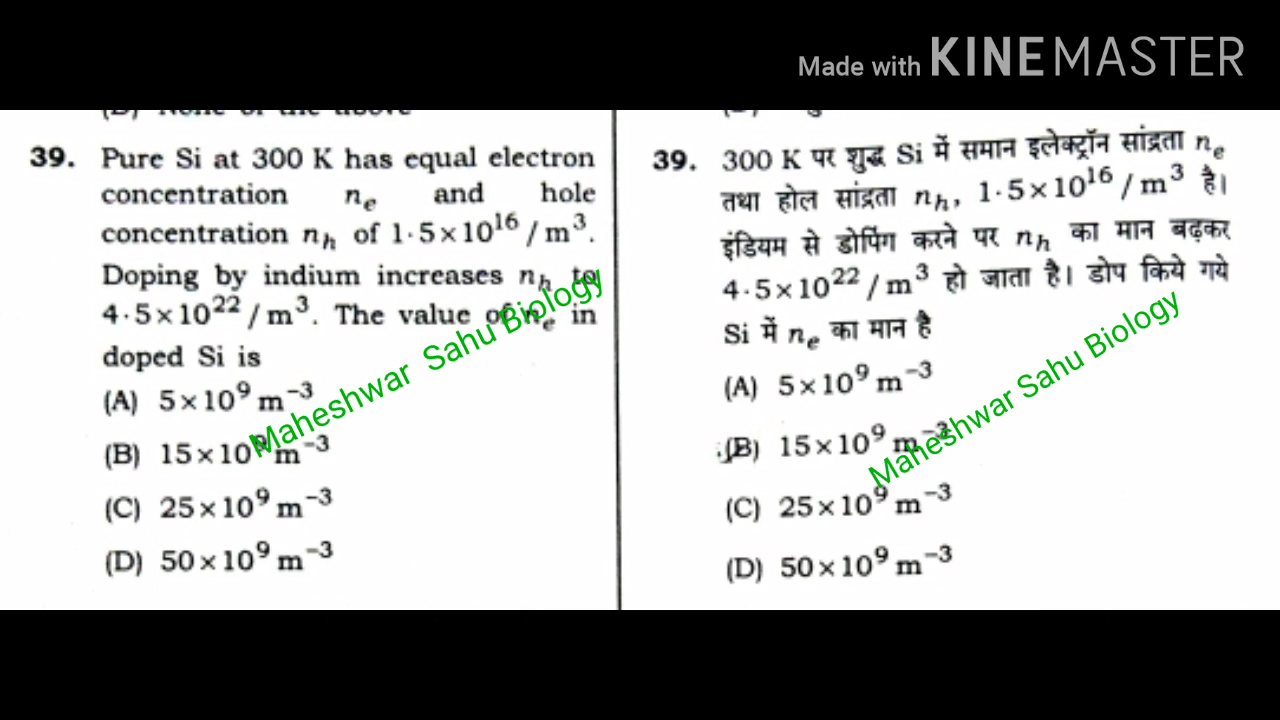 Made with KINEMASTER
39. Pure Si at 300 K has equal electron
concentration n_e and hole
concentration n_h of 1·5×10^16 / m^3.
Doping by indium increases n_h to
4·5×10^22 / m^3. The value of n_e in
doped Si is
(A) 5×10^9 m^−3
(B) 15×10^9 m^−3
(C) 25×10^9 m^−3
(D) 50×10^9 m^−3
Maheshwar Sahu Biology
39. 300 K पर शुद्ध Si में समान इलेक्ट्रॉन सांद्रता n_e
तथा होल सांद्रता n_h, 1·5×10^16 / m^3 है।
इंडियम से डोपिंग करने पर n_h का मान बढ़कर
4·5×10^22 / m^3 हो जाता है। डोप किये गये
Si में n_e का मान है
(A) 5×10^9 m^−3
(B) 15×10^9 m^−3
(C) 25×10^9 m^−3
(D) 50×10^9 m^−3
Maheshwar Sahu Biology